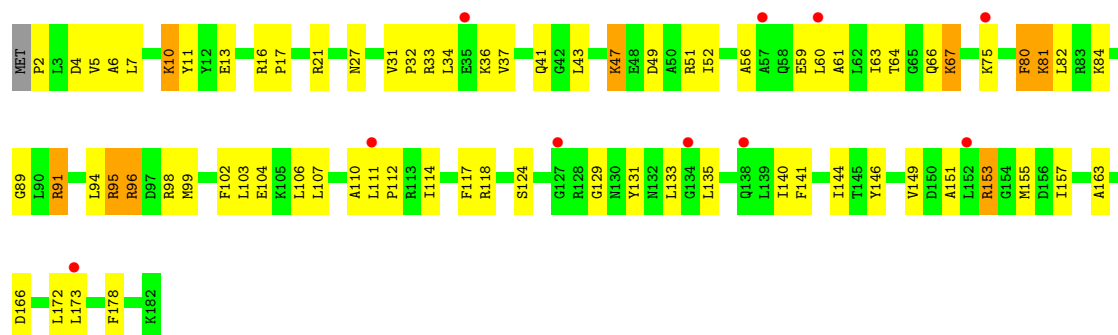 MET P2 L3 D4 V5 A6 L7 K10 Y11 Y12 E13 R16 P17 R21 N27 V31 P32 R33 L34 E35 K36 V37 Q41 G42 L43 K47 E48 D49 A50 R51 I52 A56 A57 Q58 E59 L60 A61 L62 I63 T64 G65 Q66 K67 K75 F80 K81 L82 R83 K84
G89 L90 R91 L94 R95 R96 D97 R98 M99 F102 L103 E104 K105 L106 L107 A110 L111 P112 R113 I114 F117 R118 S124 G127 R128 G129 N130 Y131 N132 L133 G134 L135 Q138 L139 I140 F141 I144 T145 Y146 V149 D150 A151 L152 R153 G154 M155 D156 I157 A163
D166 L172 L173 F178 K182